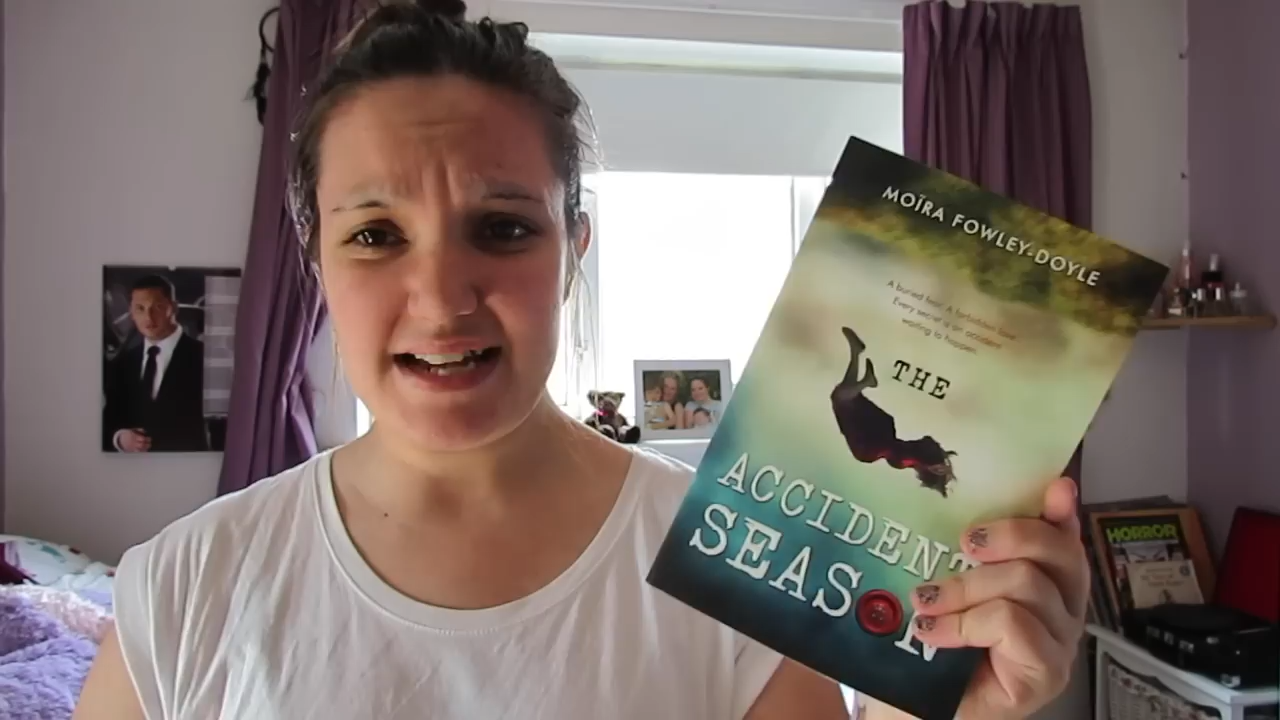 MOÏRA FOWLEY-DOYLE
A buried fear. A forbidden love.
Every secret is an accident
waiting to happen.
THE
ACCIDENT
SEASON
HORROR